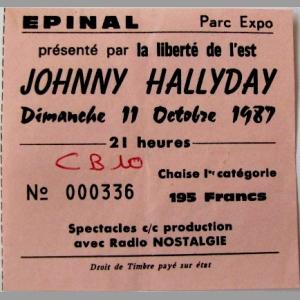 EPINAL Parc Expo
présenté par la liberté de l'est
JOHNNY HALLYDAY
Dimanche 11 Octobre 1987
21 heures
CB10
Chaise 1re catégorie
No 000336
195 Francs
Spectacles c/c production
avec Radio NOSTALGIE
Droit de Timbre payé sur état